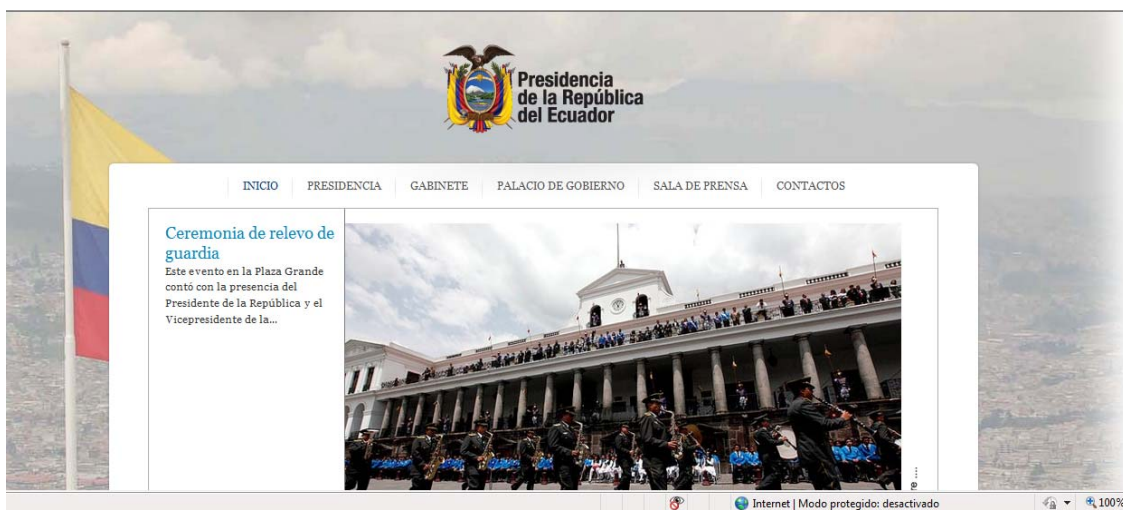 Presidencia
de la República
del Ecuador
INICIO PRESIDENCIA GABINETE PALACIO DE GOBIERNO SALA DE PRENSA CONTACTOS
Ceremonia de relevo de
guardia
Este evento en la Plaza Grande
contó con la presencia del
Presidente de la República y el
Vicepresidente de la...
Internet | Modo protegido: desactivado
100%